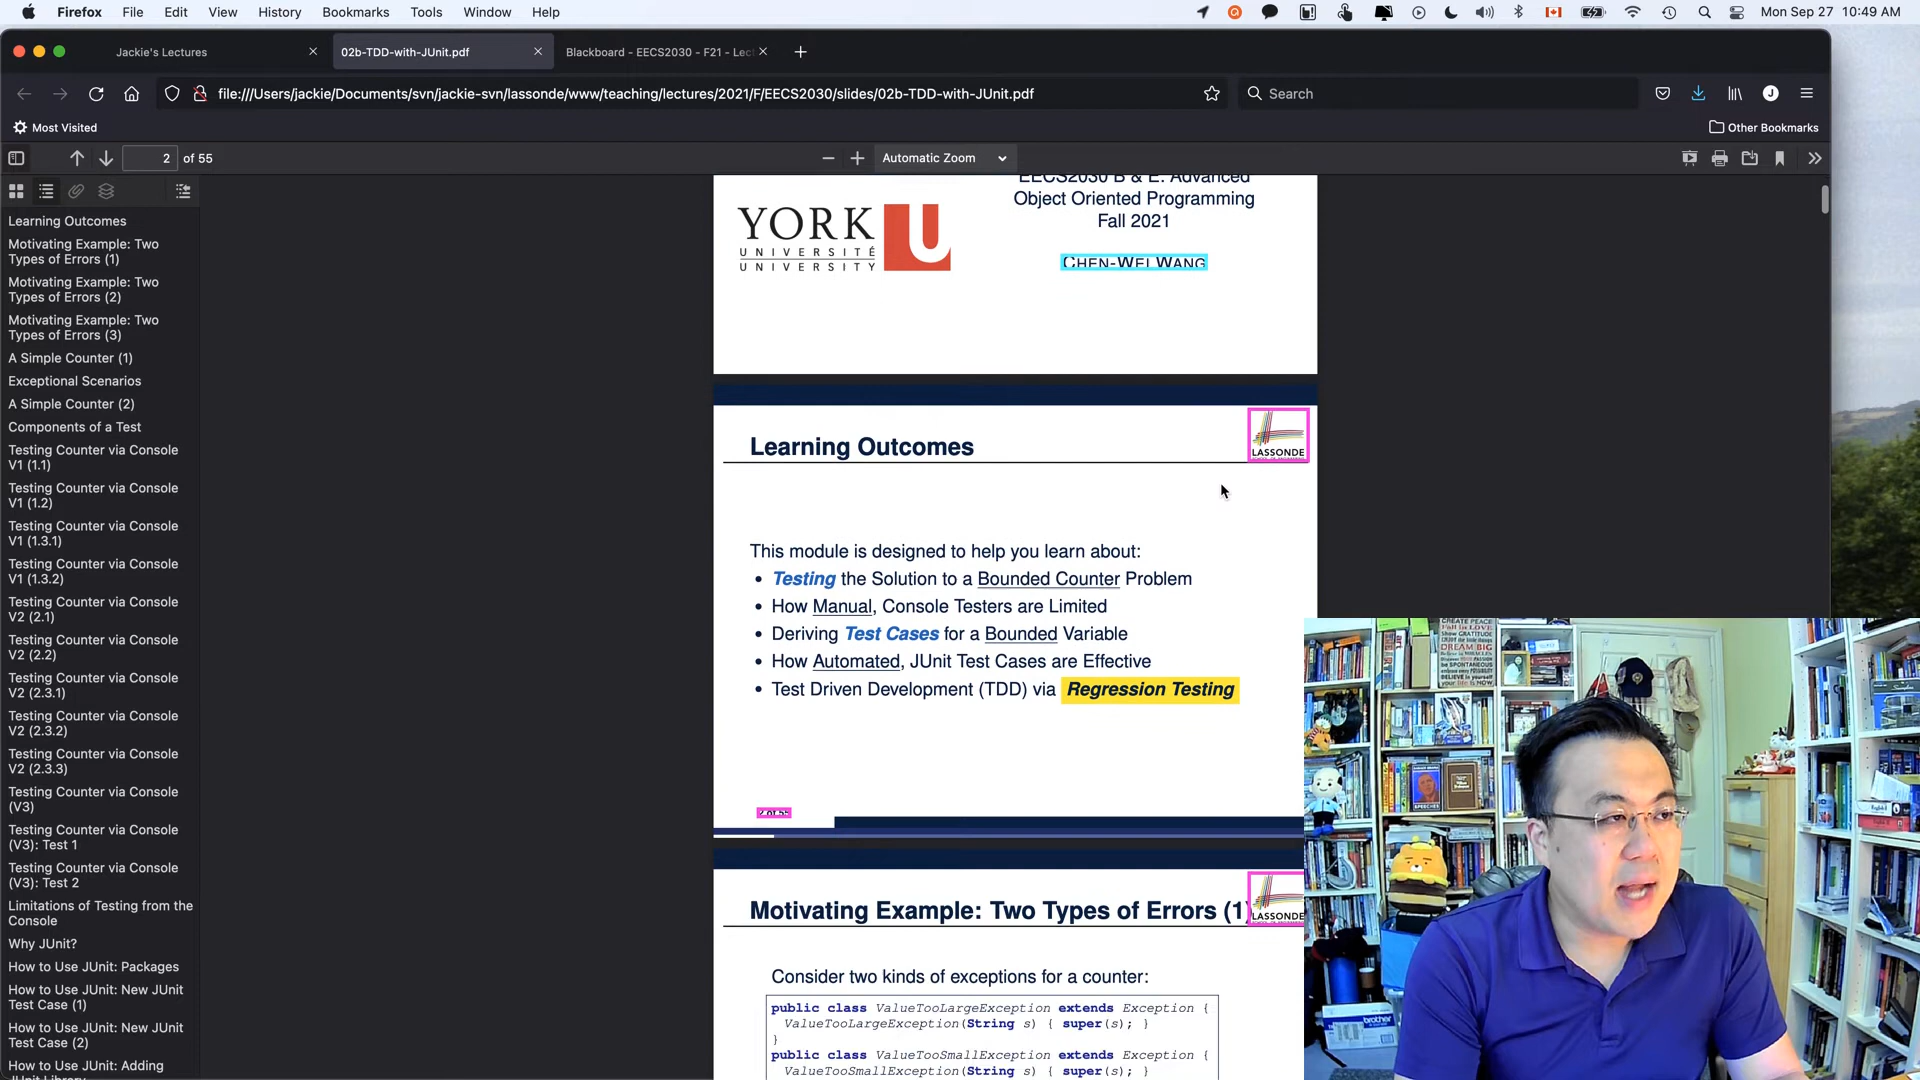 Firefox File Edit View History Bookmarks Tools Window Help
Mon Sep 27 10:49 AM
Jackie's Lectures
02b-TDD-with-JUnit.pdf
Blackboard - EECS2030 - F21 - Lec
file:///Users/jackie/Documents/svn/jackie-svn/lassonde/www/teaching/lectures/2021/F/EECS2030/slides/02b-TDD-with-JUnit.pdf
Search
Most Visited
Other Bookmarks
2 of 55
Automatic Zoom
Learning Outcomes
Motivating Example: Two
Types of Errors (1)
Motivating Example: Two
Types of Errors (2)
Motivating Example: Two
Types of Errors (3)
A Simple Counter (1)
Exceptional Scenarios
A Simple Counter (2)
Components of a Test
Testing Counter via Console
V1 (1.1)
Testing Counter via Console
V1 (1.2)
Testing Counter via Console
V1 (1.3.1)
Testing Counter via Console
V1 (1.3.2)
Testing Counter via Console
V2 (2.1)
Testing Counter via Console
V2 (2.2)
Testing Counter via Console
V2 (2.3.1)
Testing Counter via Console
V2 (2.3.2)
Testing Counter via Console
V2 (2.3.3)
Testing Counter via Console
(V3)
Testing Counter via Console
(V3): Test 1
Testing Counter via Console
(V3): Test 2
Limitations of Testing from the
Console
Why JUnit?
How to Use JUnit: Packages
How to Use JUnit: New JUnit
Test Case (1)
How to Use JUnit: New JUnit
Test Case (2)
How to Use JUnit: Adding
JUnit Library
EECS2030 B & E: Advanced
Object Oriented Programming
Fall 2021
CHEN-WEI WANG
YORK U
UNIVERSITÉ
UNIVERSITY
Learning Outcomes
LASSONDE
This module is designed to help you learn about:
• Testing the Solution to a Bounded Counter Problem
• How Manual, Console Testers are Limited
• Deriving Test Cases for a Bounded Variable
• How Automated, JUnit Test Cases are Effective
• Test Driven Development (TDD) via Regression Testing
2 of 55
Motivating Example: Two Types of Errors (1)
LASSONDE
Consider two kinds of exceptions for a counter:
public class ValueTooLargeException extends Exception {
ValueTooLargeException(String s) { super(s); }
}
public class ValueTooSmallException extends Exception {
ValueTooSmallException(String s) { super(s); }
DREAM BIG
SPEECHES
brother